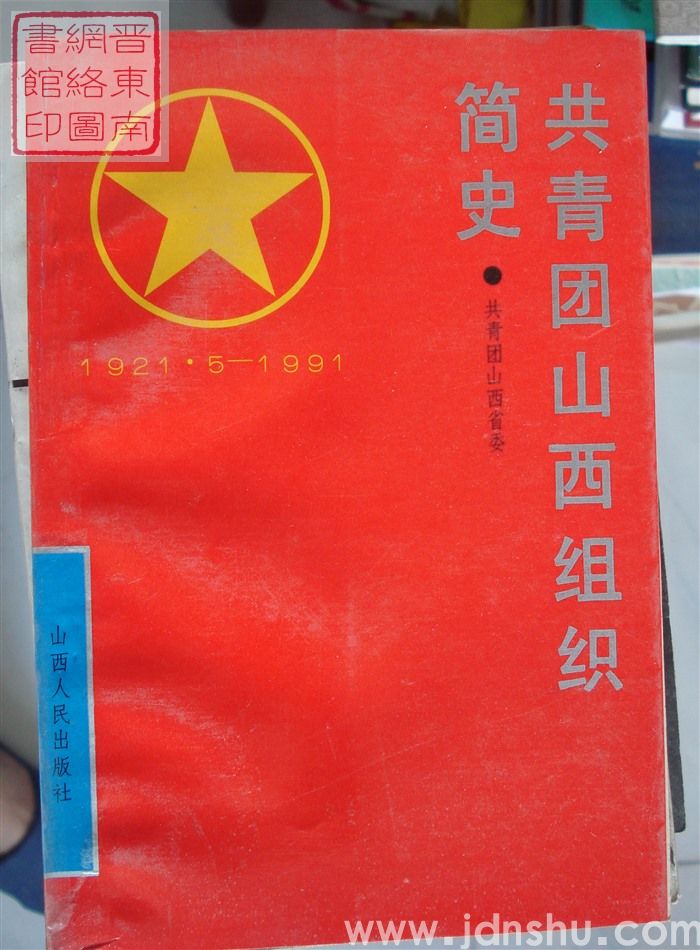 晋東南
網絡圖
書館印
共青团山西组织
简史
共青团山西省委
1921·5—1991
山西人民出版社
www.jdnshu.com